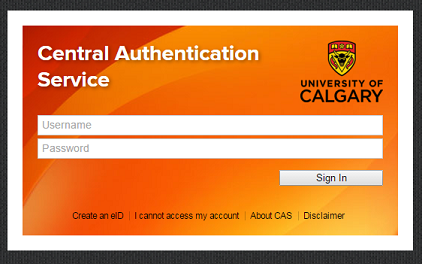 Central Authentication
Service
UNIVERSITY OF
CALGARY
Username
Password
Sign In
Create an eID | I cannot access my account | About CAS | Disclaimer